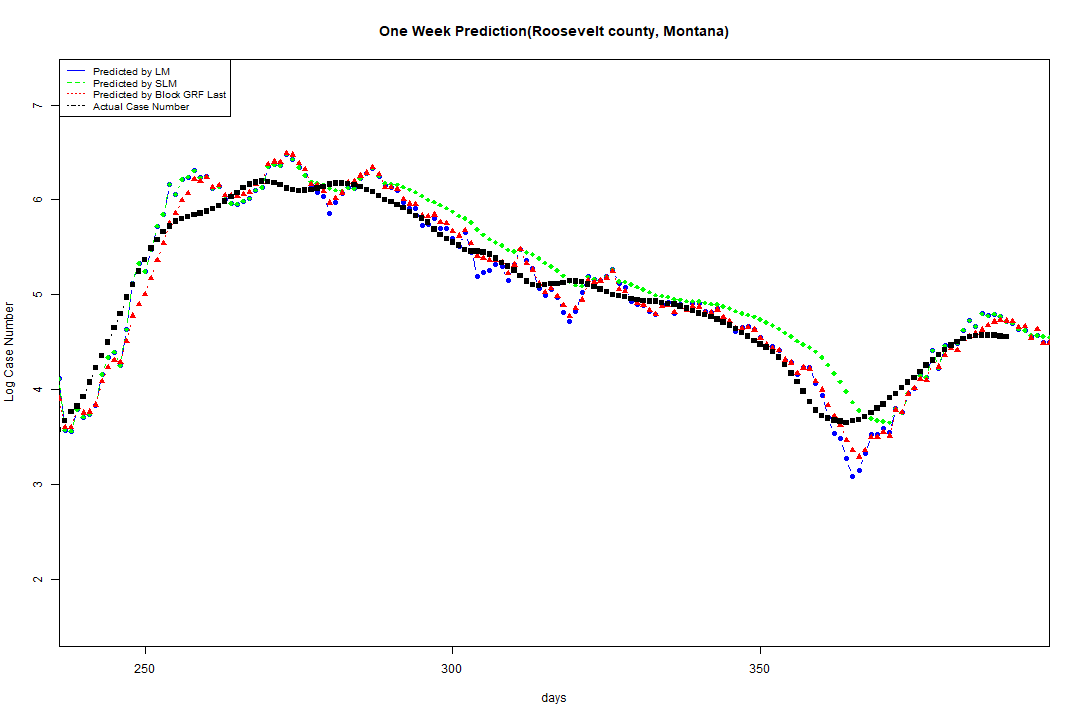 One Week Prediction(Roosevelt county, Montana)
Predicted by LM
Predicted by SLM
Predicted by Block GRF Last
Actual Case Number
7
6
5
4
3
2
Log Case Number
250
300
350
days